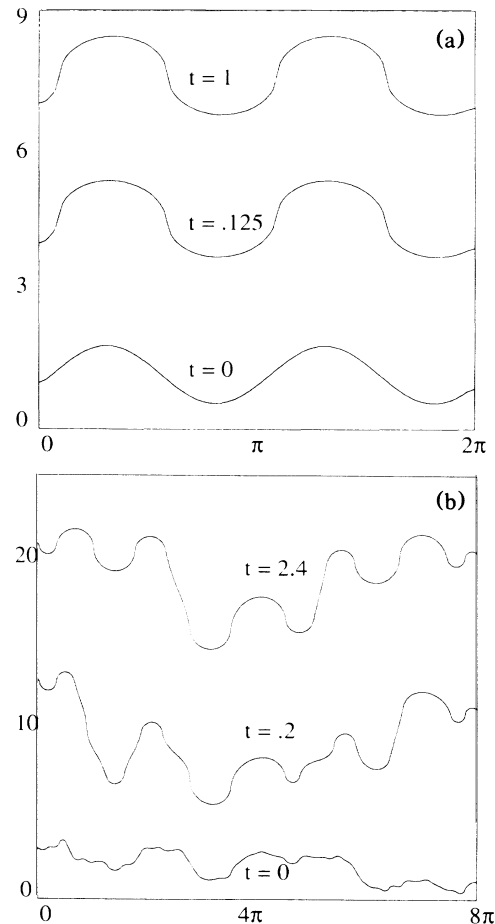 9
(a)
t = 1
6
t = .125
3
t = 0
0
0 π 2π
(b)
20
t = 2.4
10
t = .2
t = 0
0
0 4π 8π